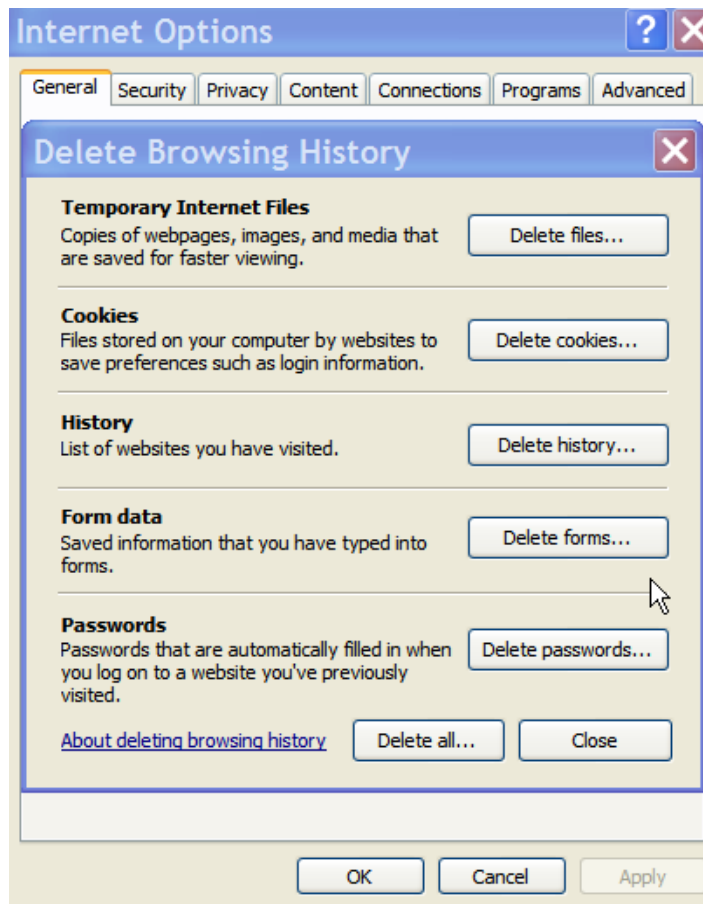 Internet Options
?
General Security Privacy Content Connections Programs Advanced
Delete Browsing History
Temporary Internet Files
Copies of webpages, images, and media that
are saved for faster viewing.
Delete files...
Cookies
Files stored on your computer by websites to
save preferences such as login information.
Delete cookies...
History
List of websites you have visited.
Delete history...
Form data
Saved information that you have typed into
forms.
Delete forms...
Passwords
Passwords that are automatically filled in when
you log on to a website you've previously
visited.
Delete passwords...
About deleting browsing history Delete all... Close
OK Cancel Apply